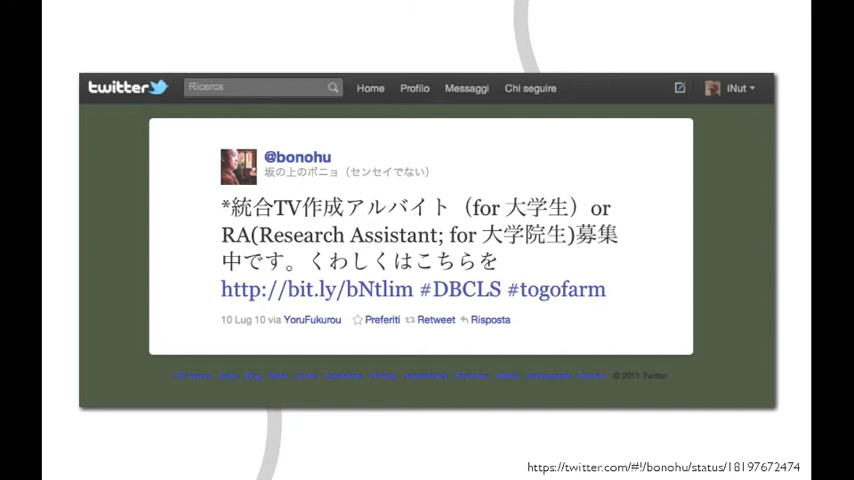 twitter
Ricerca
Home Profilo Messaggi Chi seguire
iNut
@bonohu
坂の上のボニョ（センセイでない）
*統合TV作成アルバイト（for 大学生）or
RA(Research Assistant; for 大学院生)募集
中です。くわしくはこちらを
http://bit.ly/bNtlim #DBCLS #togofarm
10 Lug 10 via YoruFukurou Preferiti Retweet Risposta
© 2011 Twitter
https://twitter.com/#!/bonohu/status/18197672474